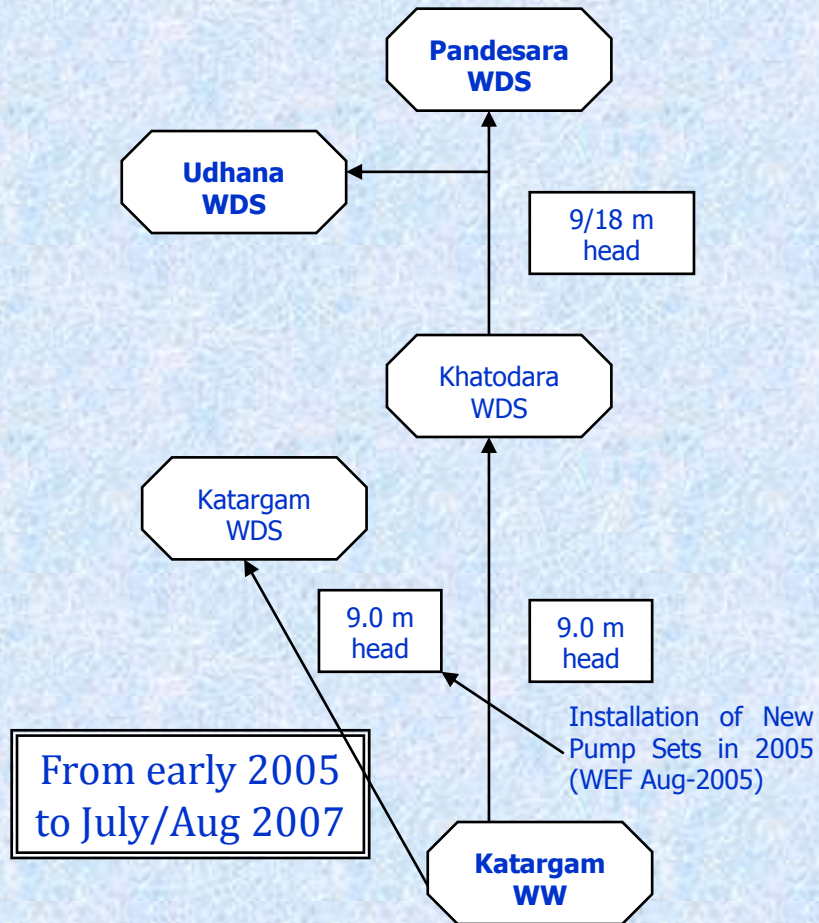 Pandesara
WDS
Udhana
WDS
9/18 m
head
Khatodara
WDS
Katargam
WDS
9.0 m
head
9.0 m
head
Installation of New
Pump Sets in 2005
(WEF Aug-2005)
From early 2005
to July/Aug 2007
Katargam
WW